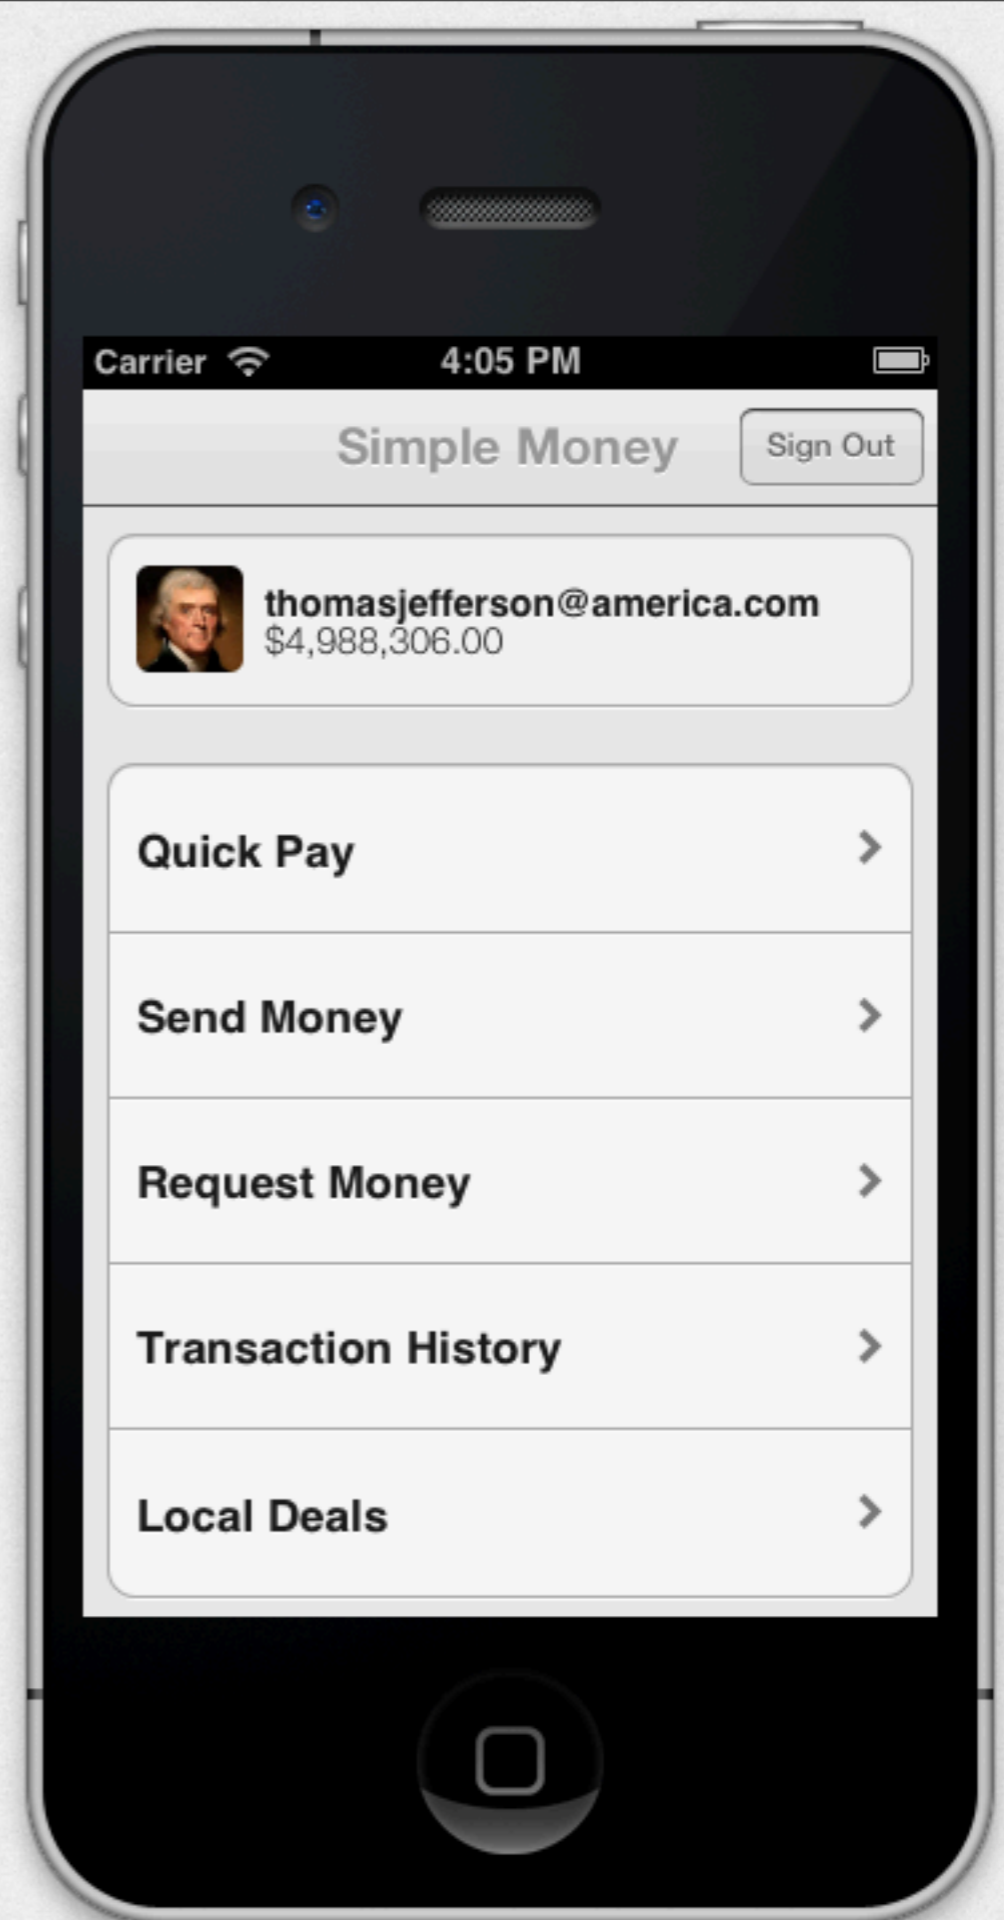 Carrier 4:05 PM
Simple Money Sign Out
thomasjefferson@america.com
$4,988,306.00
Quick Pay
Send Money
Request Money
Transaction History
Local Deals